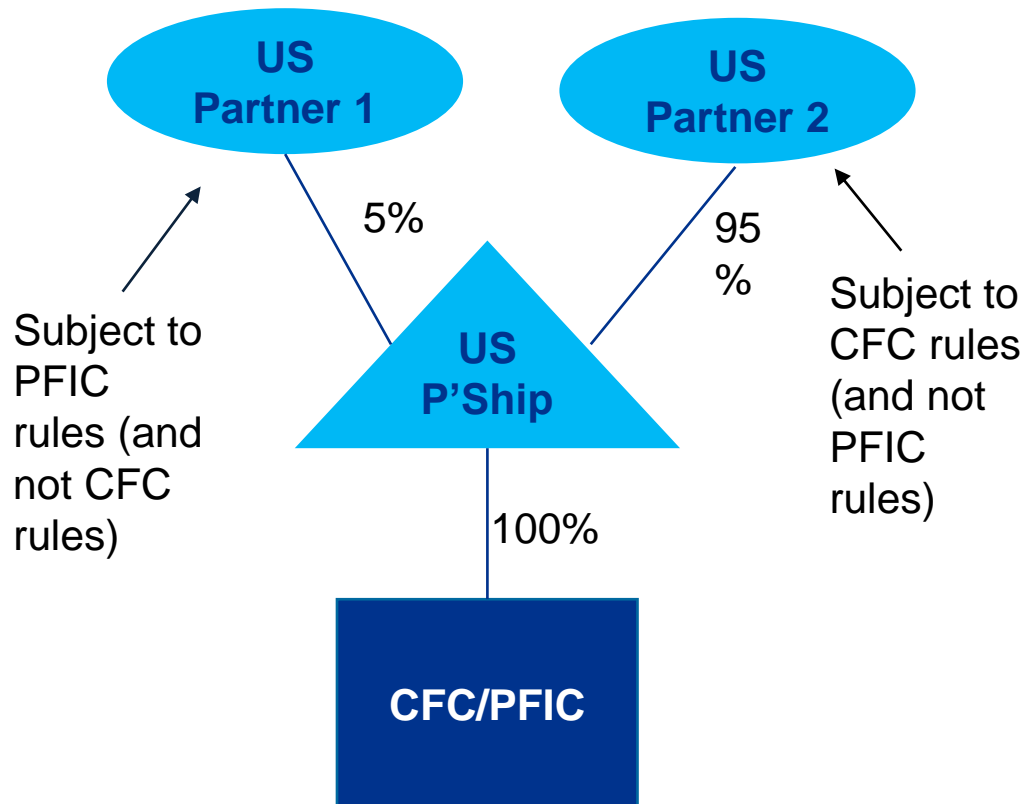 US
Partner 1
US
Partner 2
5%
95
%
Subject to
PFIC
rules (and
not CFC
rules)
US
P’Ship
Subject to
CFC rules
(and not
PFIC
rules)
100%
CFC/PFIC